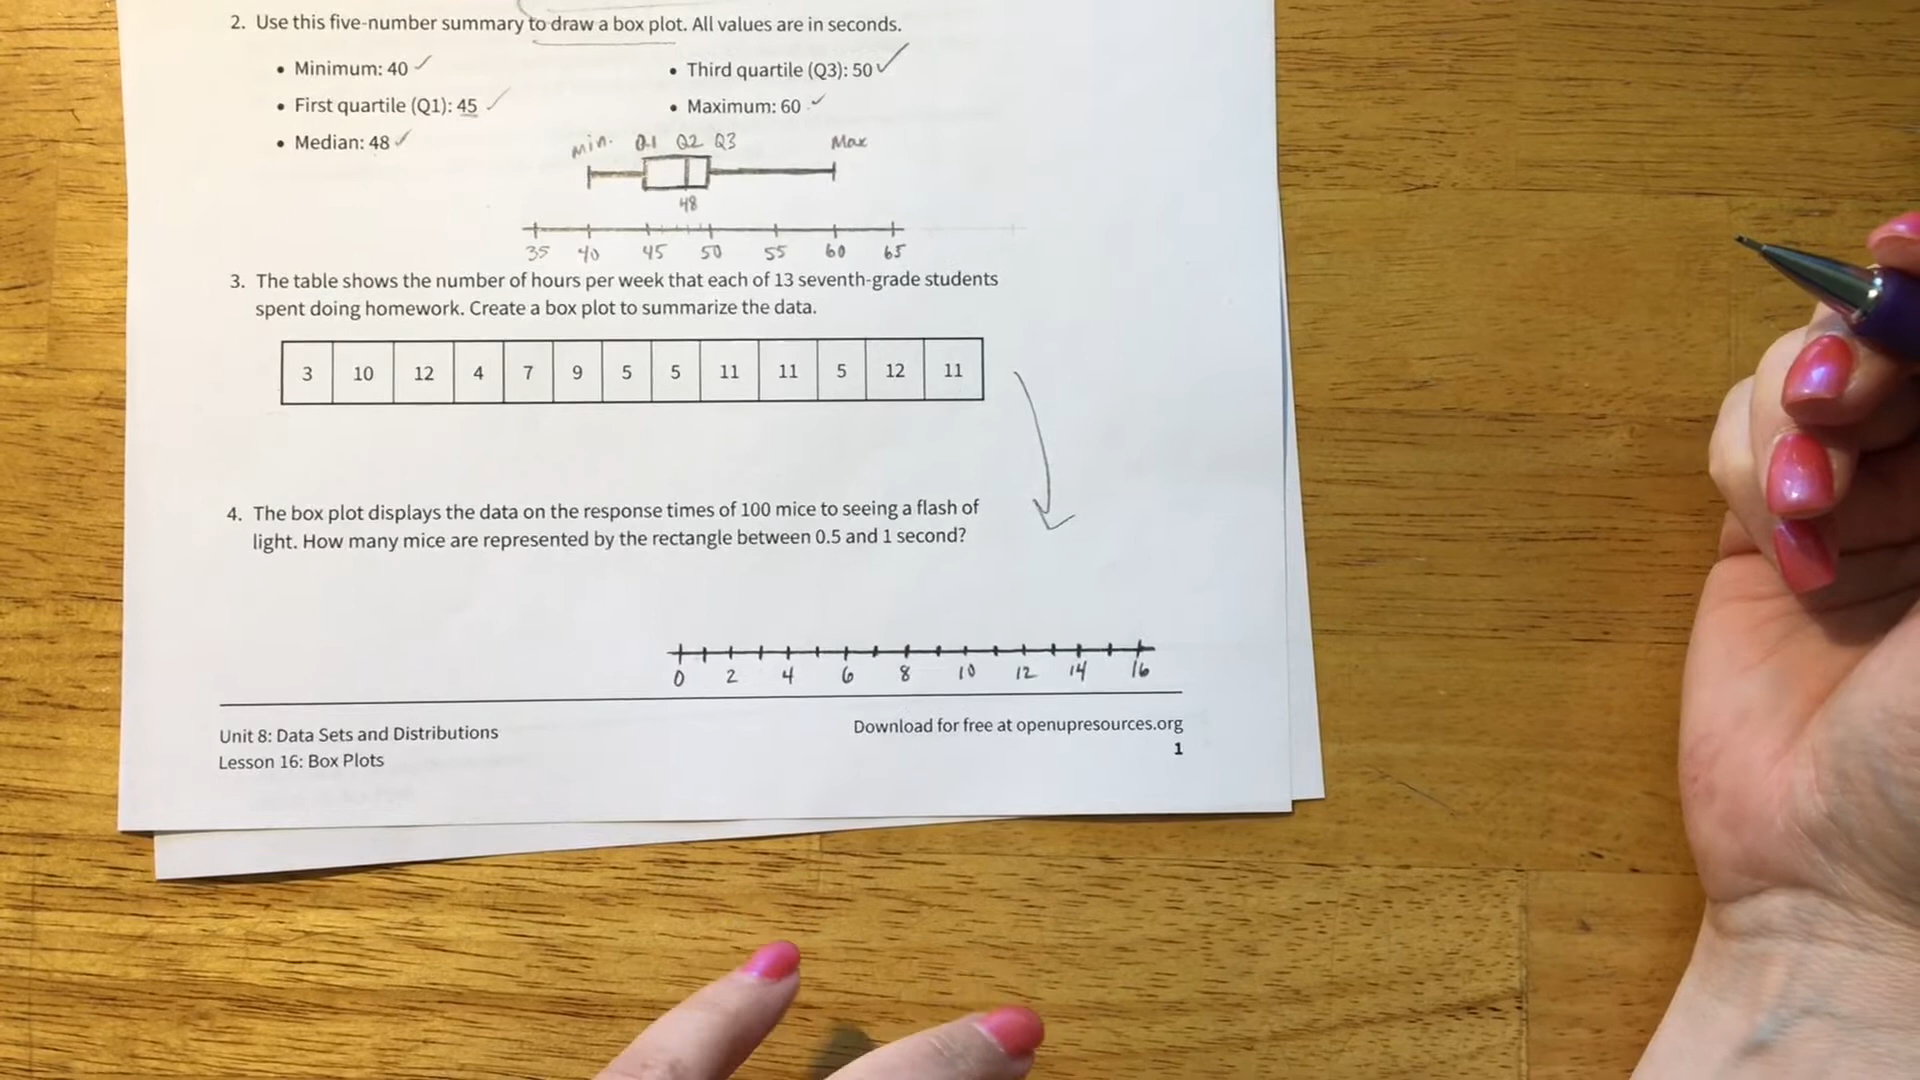 2. Use this five-number summary to draw a box plot. All values are in seconds.
• Minimum: 40 ✓
• Third quartile (Q3): 50 ✓
• First quartile (Q1): 45 ✓
• Maximum: 60 ✓
• Median: 48 ✓
min. Q1 Q2 Q3 Max
48
35 40 45 50 55 60 65
3. The table shows the number of hours per week that each of 13 seventh-grade students
spent doing homework. Create a box plot to summarize the data.
3 10 12 4 7 9 5 5 11 11 5 12 11
4. The box plot displays the data on the response times of 100 mice to seeing a flash of
light. How many mice are represented by the rectangle between 0.5 and 1 second?
0 2 4 6 8 10 12 14 16
Unit 8: Data Sets and Distributions
Lesson 16: Box Plots
Download for free at openupresources.org
1